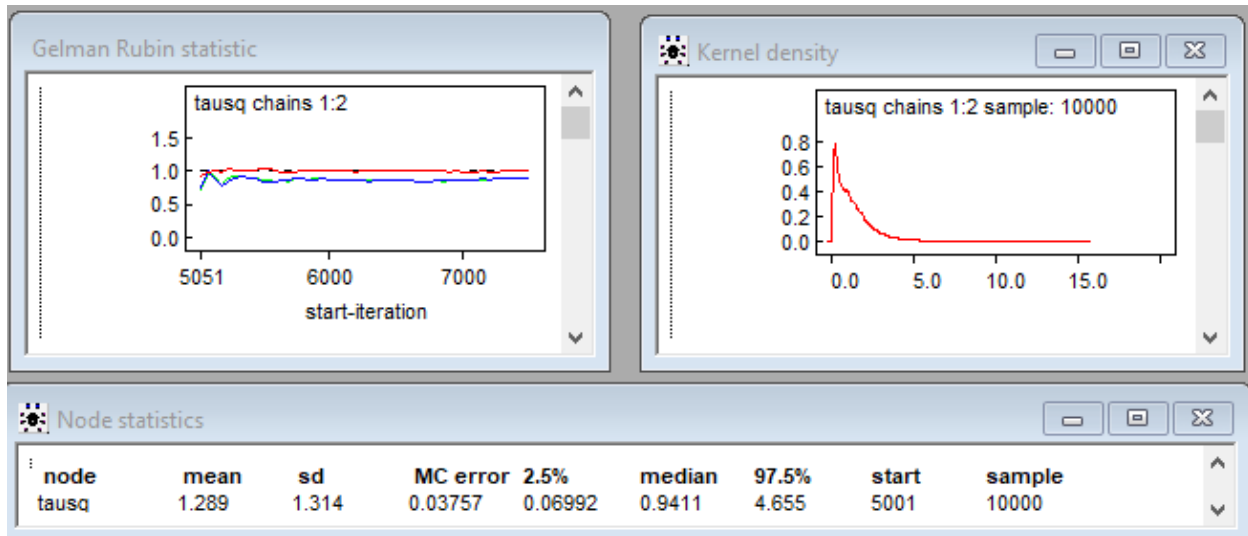 Gelman Rubin statistic
tausq chains 1:2
1.5
1.0
0.5
0.0
5051 6000 7000
start-iteration
Kernel density
tausq chains 1:2 sample: 10000
0.8
0.6
0.4
0.2
0.0
0.0 5.0 10.0 15.0
Node statistics
node mean sd MC error 2.5% median 97.5% start sample
tausq 1.289 1.314 0.03757 0.06992 0.9411 4.655 5001 10000